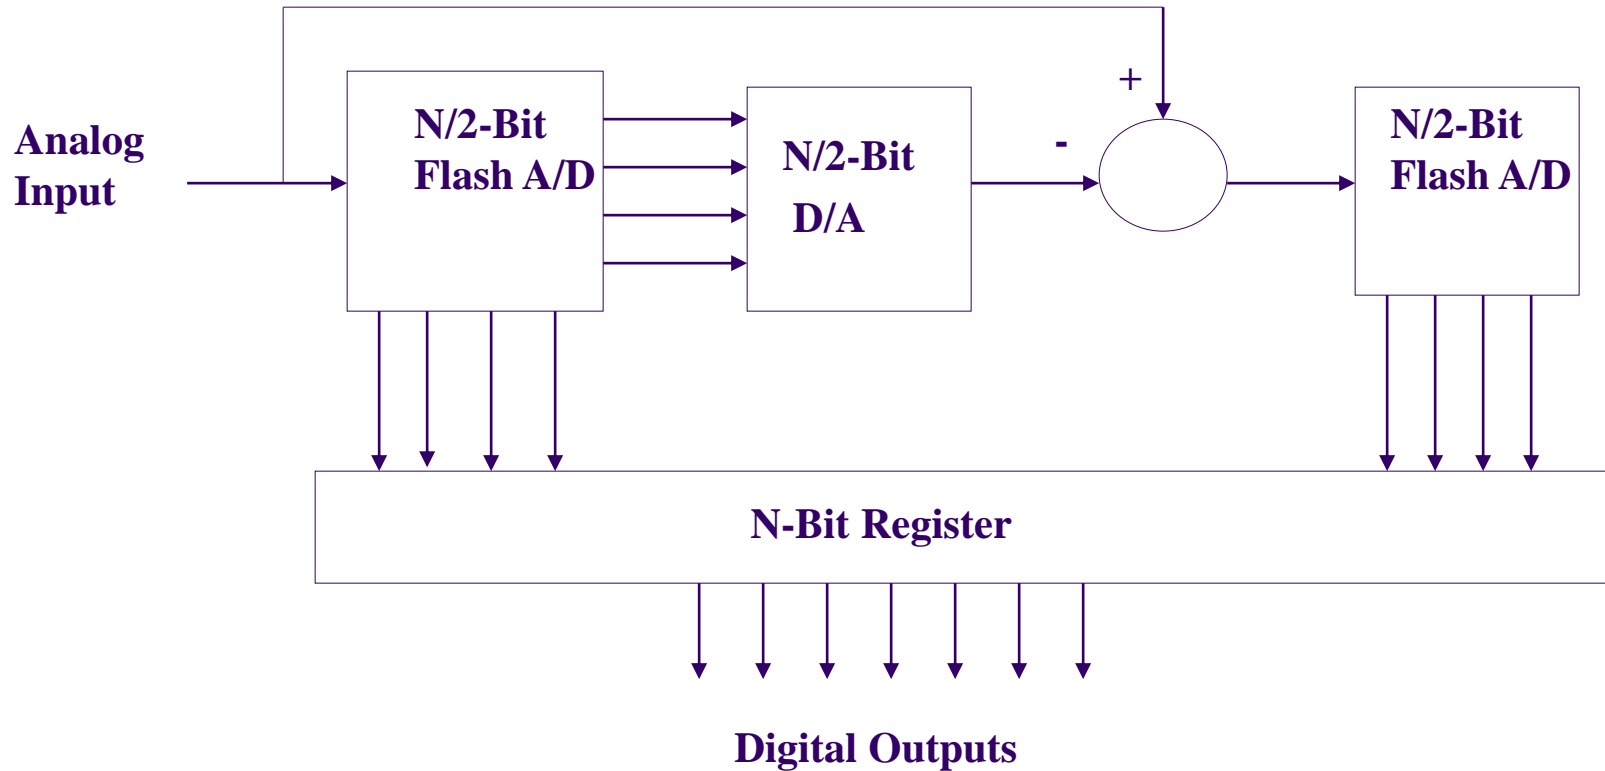 Analog
Input
N/2-Bit
Flash A/D
N/2-Bit
D/A
+
-
N/2-Bit
Flash A/D
N-Bit Register
Digital Outputs